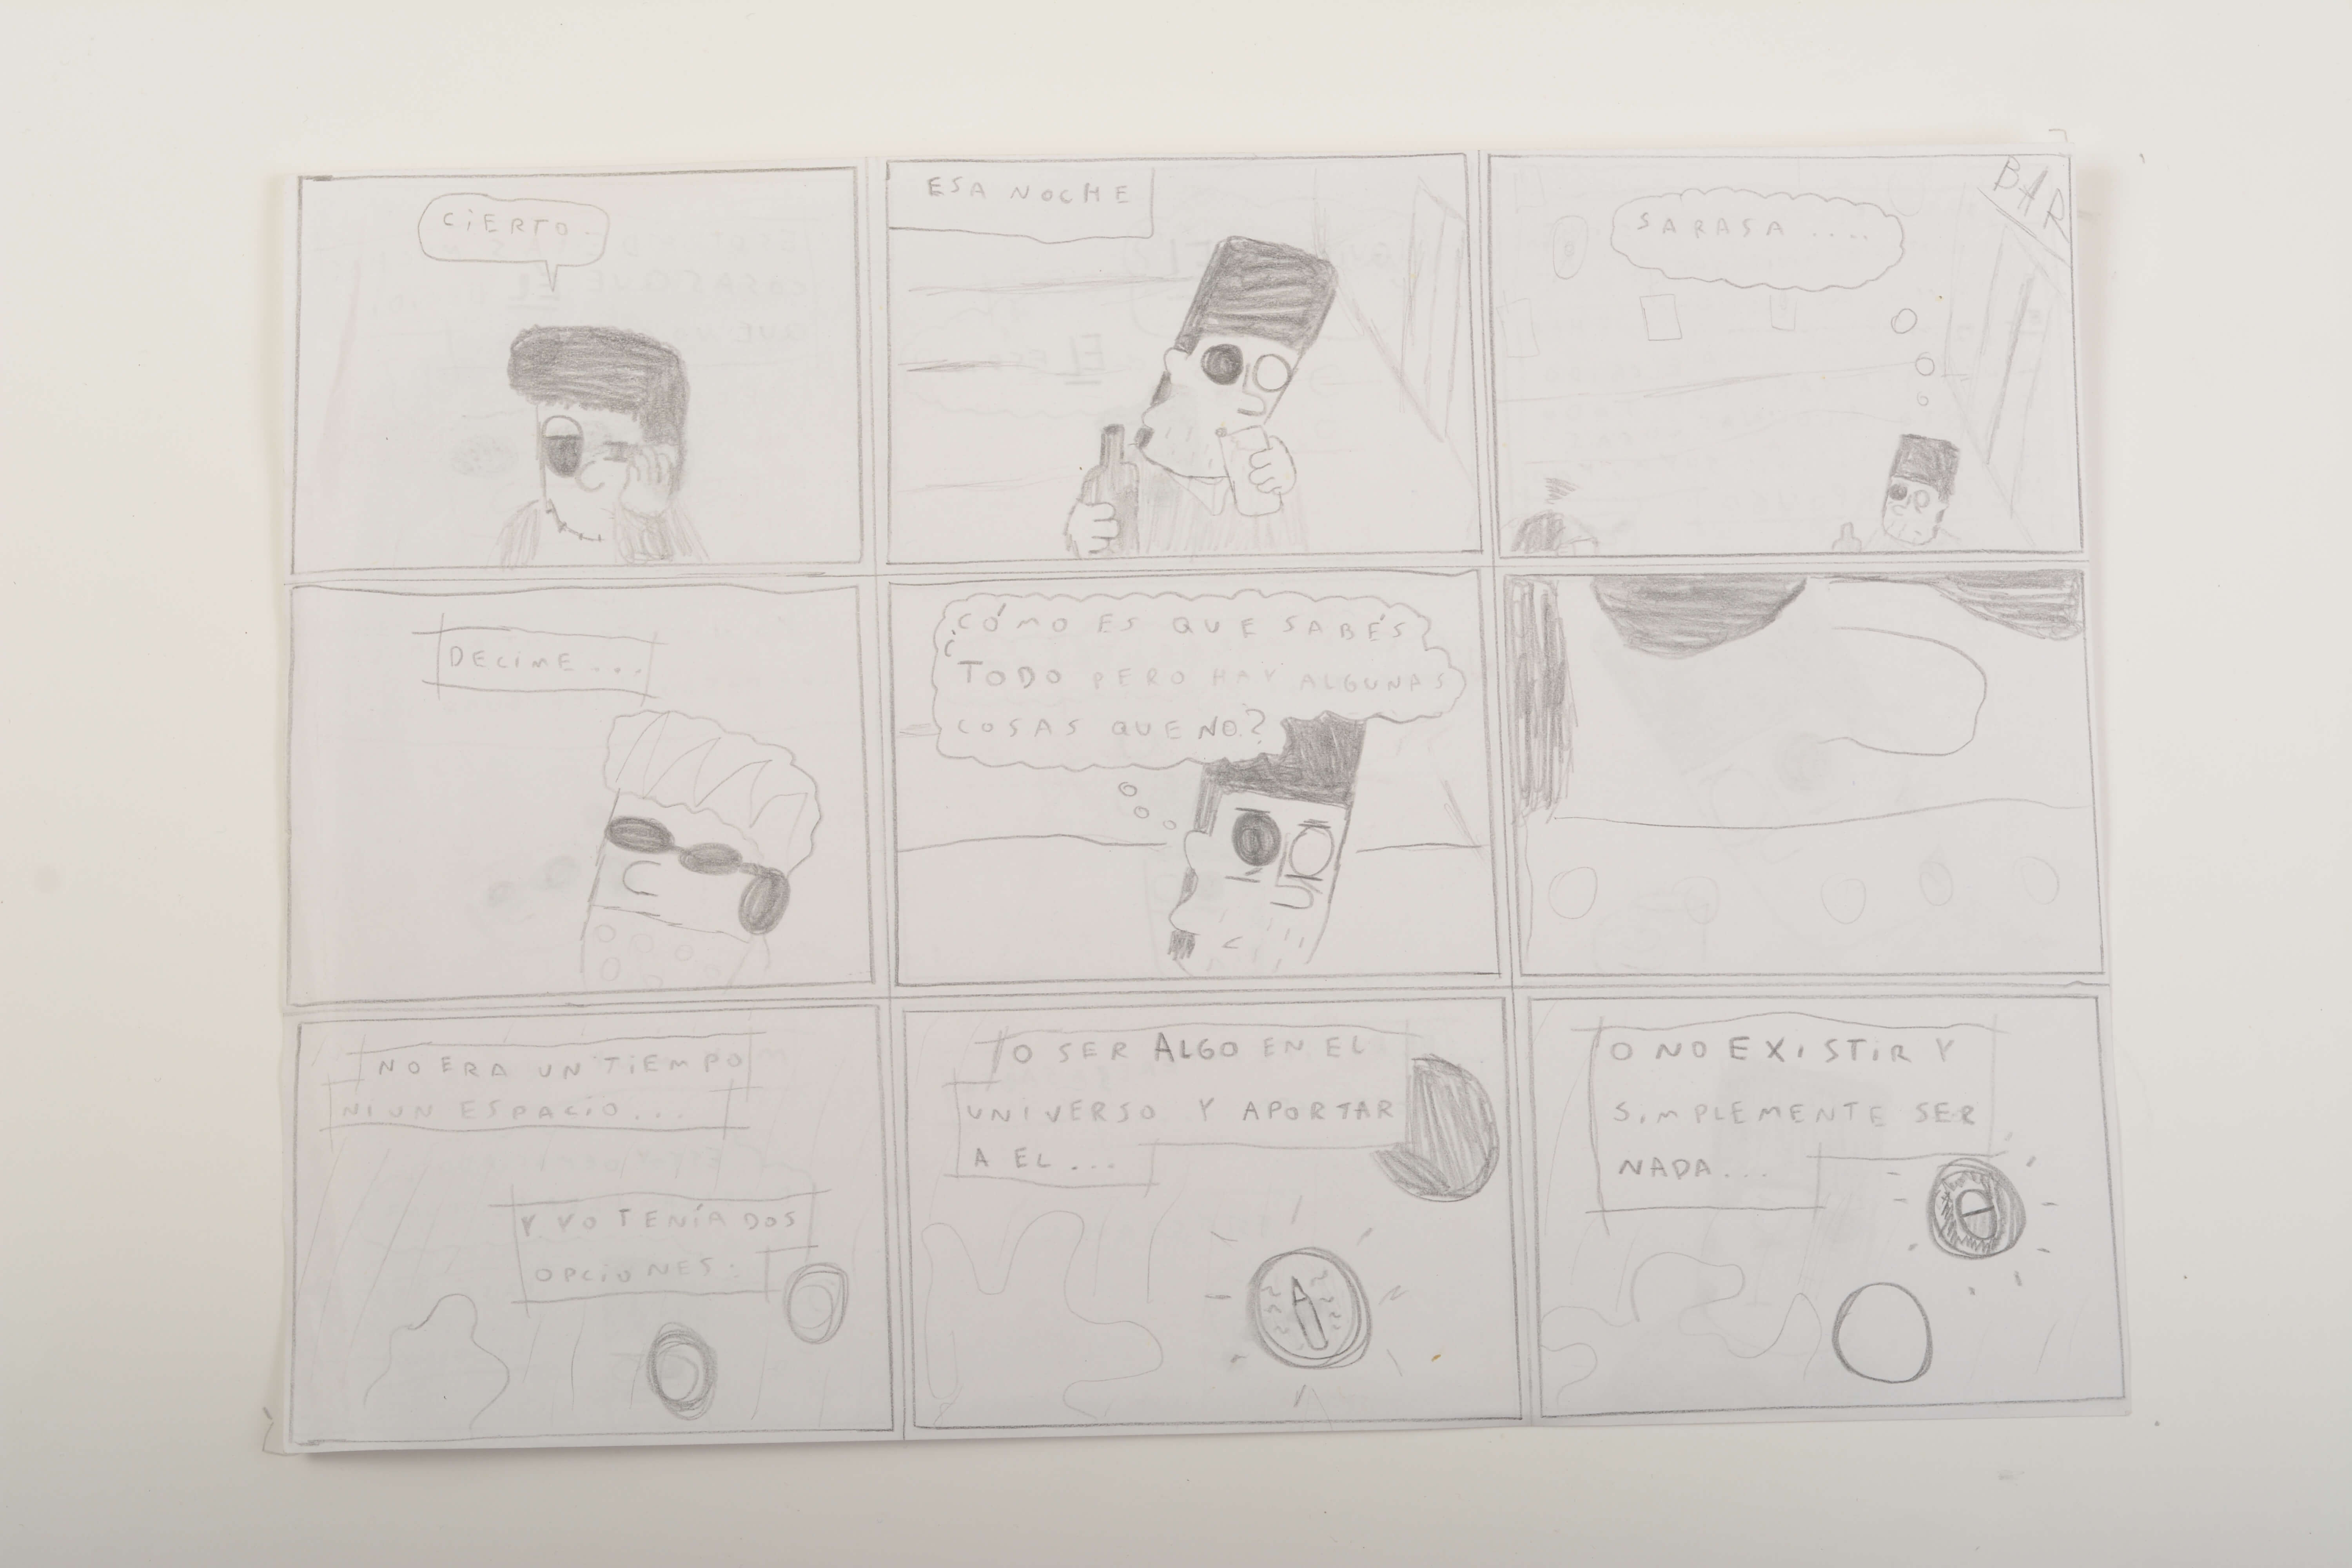 CIERTO.
ESA NOCHE
SARASA ....
BAR
DECIME...
¿CÓMO ES QUE SABÉS
TODO PERO HAY ALGUNAS
COSAS QUE NO?
NO ERA UN TIEMPO
NI UN ESPACIO...
Y YO TENÍA DOS
OPCIONES:
O SER ALGO EN EL
UNIVERSO Y APORTAR
A EL...
O NO EXISTIR Y
SIMPLEMENTE SER
NADA...